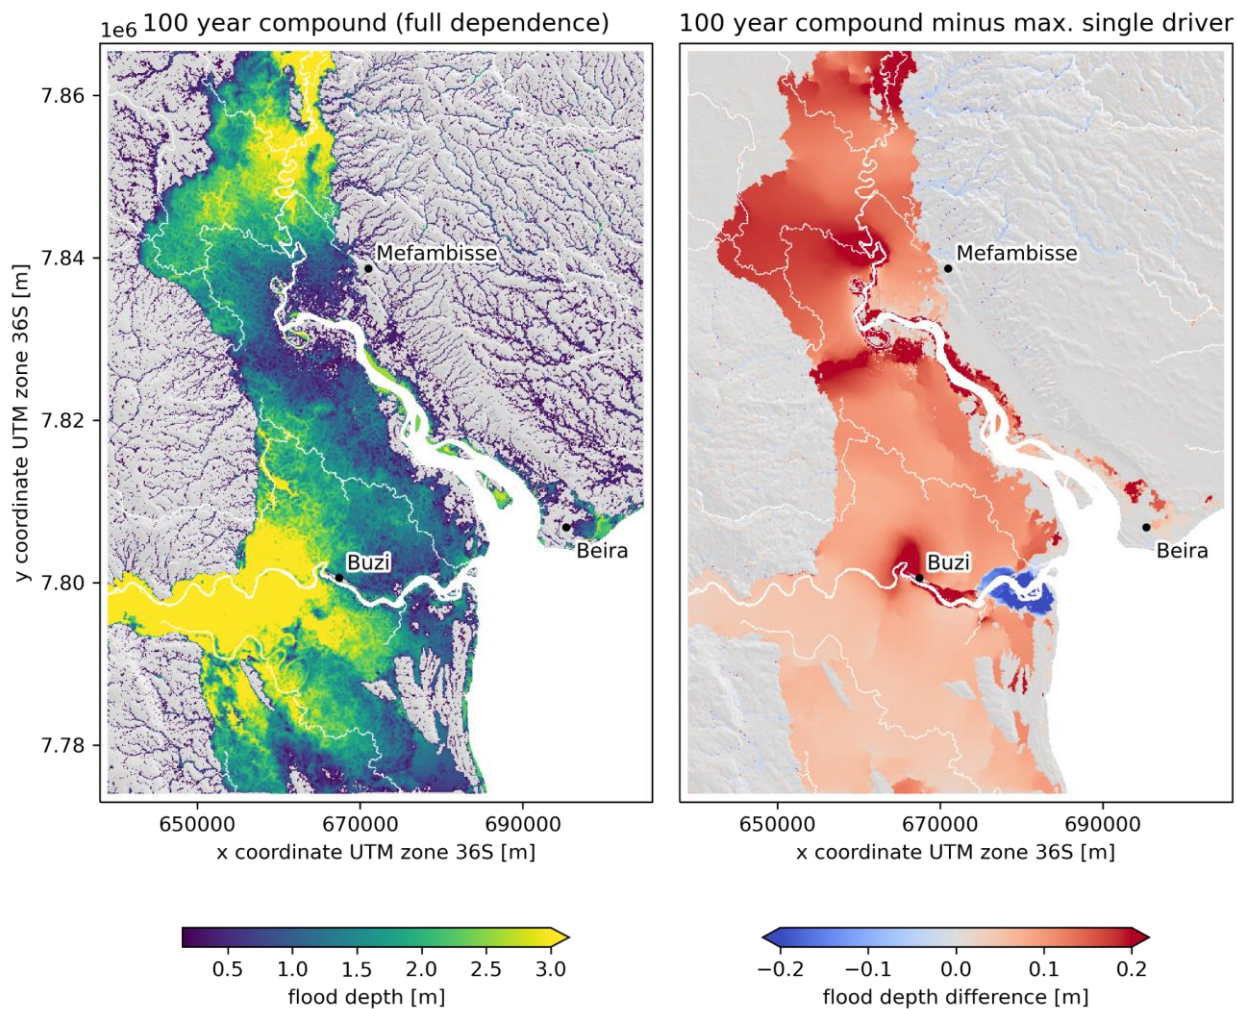 1e6
100 year compound (full dependence)
100 year compound minus max. single driver
7.86
7.84
7.82
7.80
7.78
y coordinate UTM zone 36S [m]
Mefambisse
Buzi
Beira
650000
670000
690000
x coordinate UTM zone 36S [m]
Mefambisse
Buzi
Beira
650000
670000
690000
x coordinate UTM zone 36S [m]
0.5 1.0 1.5 2.0 2.5 3.0
flood depth [m]
−0.2 −0.1 0.0 0.1 0.2
flood depth difference [m]